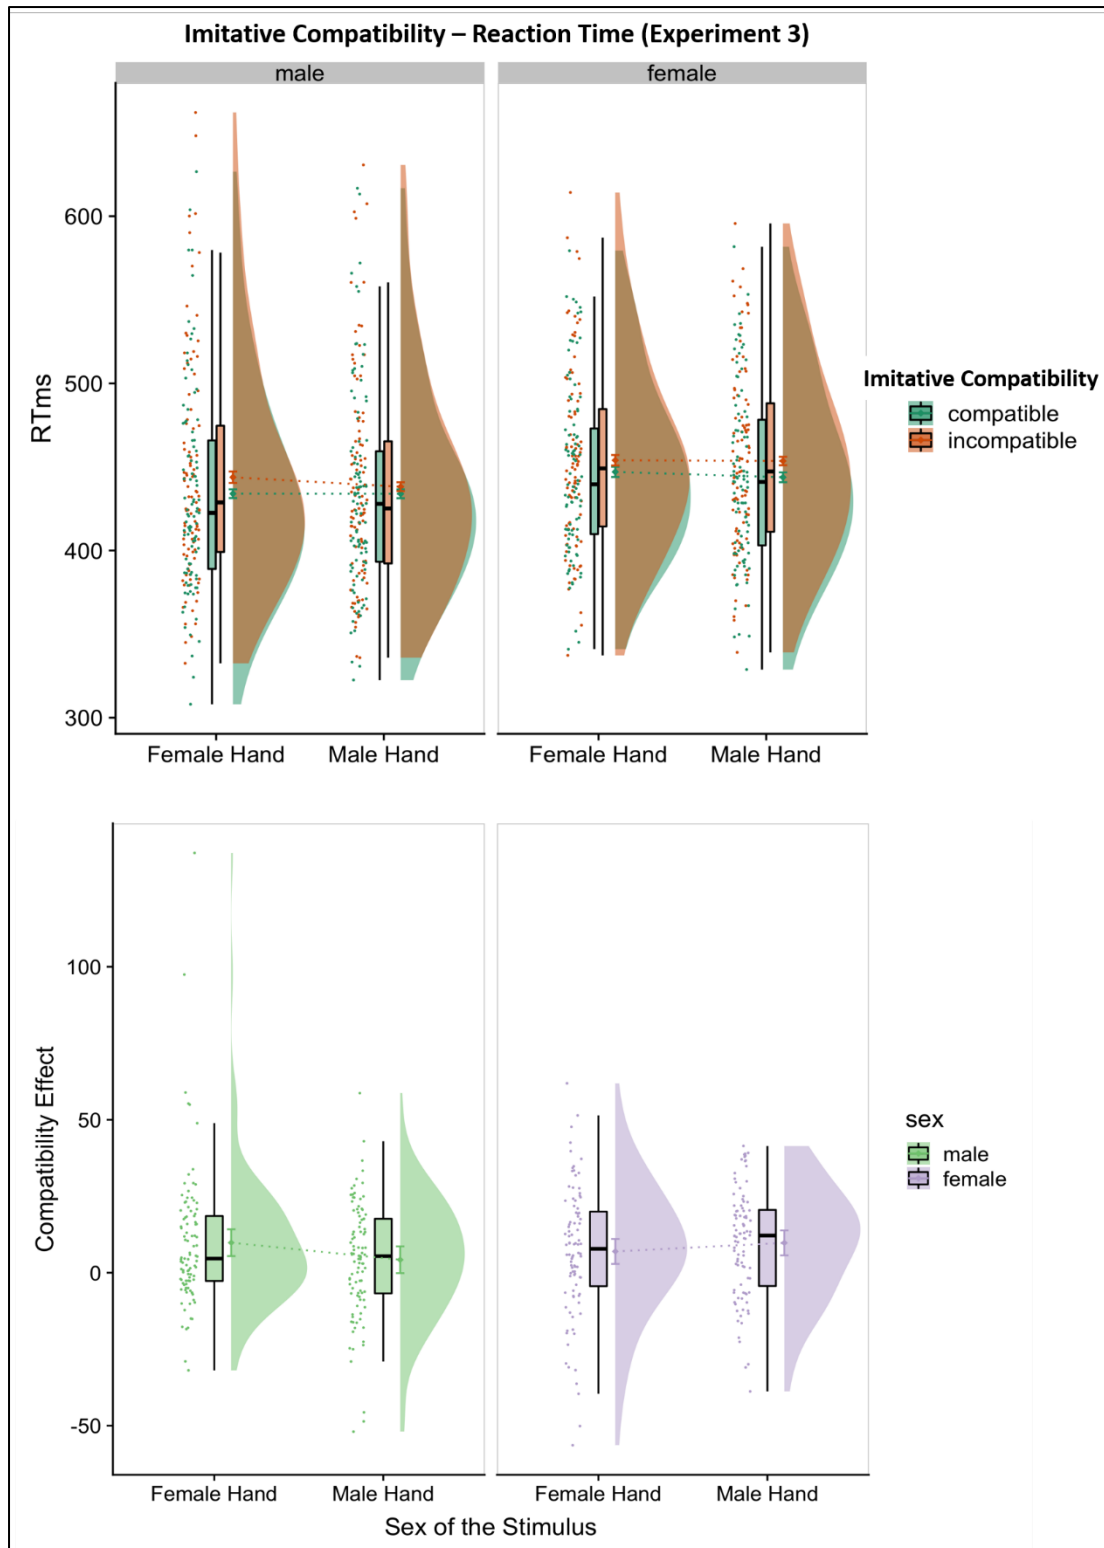 Imitative Compatibility – Reaction Time (Experiment 3)
male
female
RTms
600
500
400
300
Female Hand
Male Hand
Female Hand
Male Hand
Imitative Compatibility
compatible
incompatible
Compatibility Effect
100
50
0
-50
Female Hand
Male Hand
Female Hand
Male Hand
Sex of the Stimulus
sex
male
female